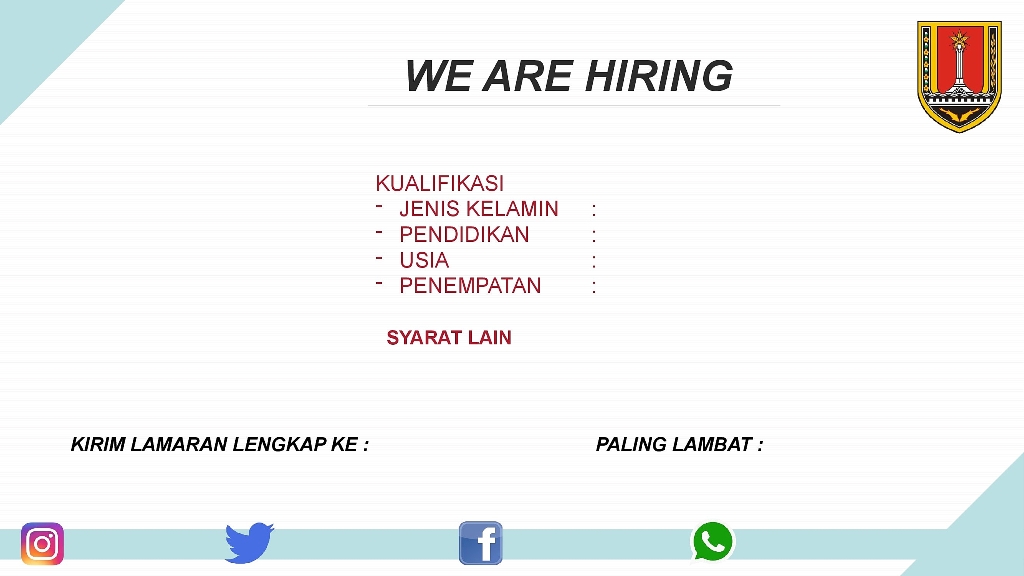 WE ARE HIRING
KUALIFIKASI
- JENIS KELAMIN :
- PENDIDIKAN :
- USIA :
- PENEMPATAN :
SYARAT LAIN
KIRIM LAMARAN LENGKAP KE : PALING LAMBAT :